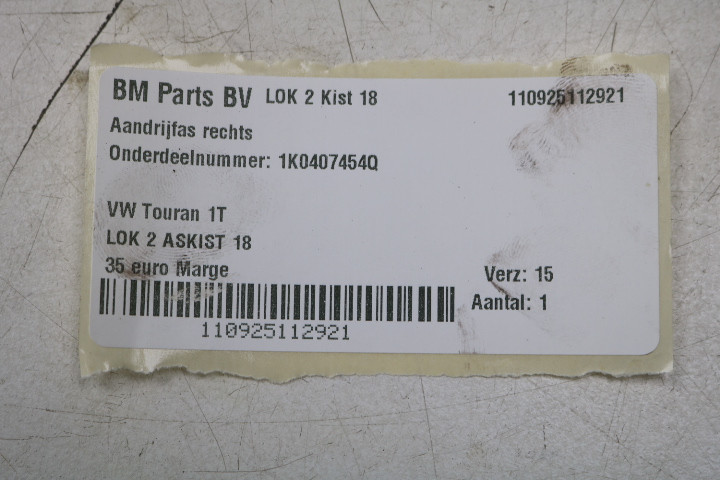 BM Parts BV LOK 2 Kist 18 110925112921
Aandrijfas rechts
Onderdeelnummer: 1K0407454Q
VW Touran 1T
LOK 2 ASKIST 18
35 euro Marge Verz: 15
Aantal: 1
110925112921